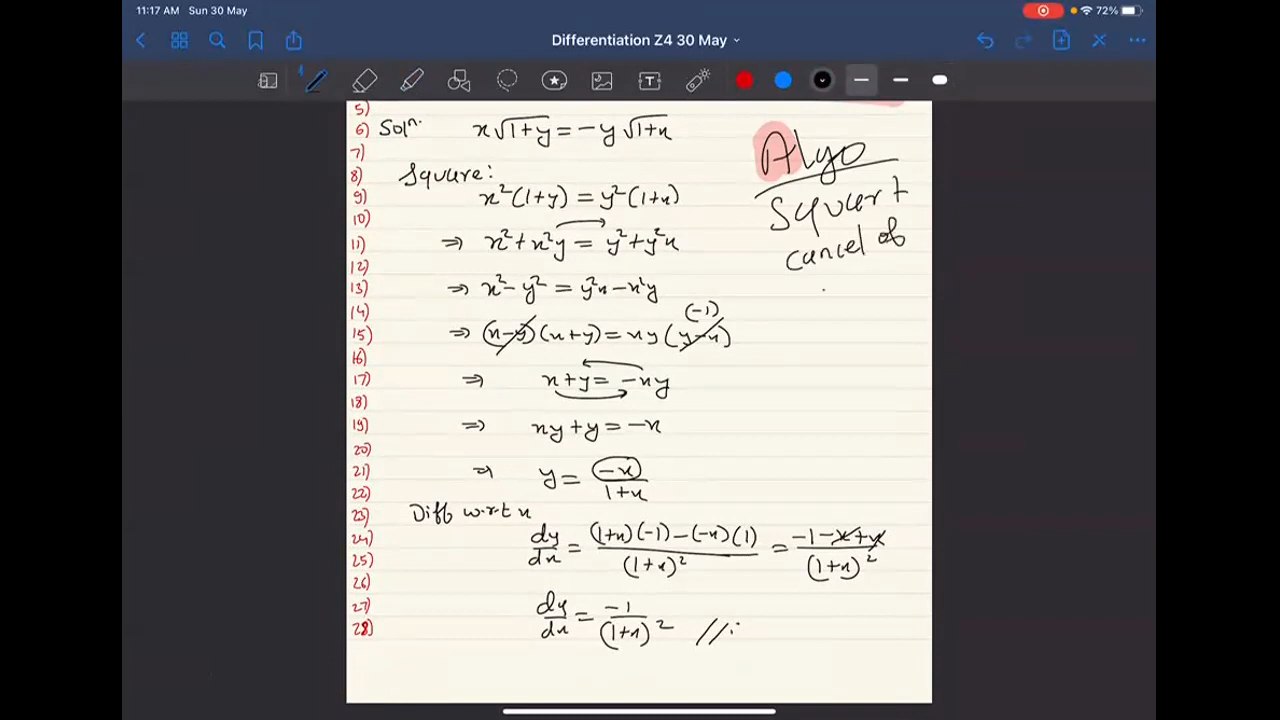 11:17 AM Sun 30 May 72%
Differentiation Z4 30 May
5)
6) Soln. x√1+y = -y√1+x
7)
8) Square:
9) x²(1+y) = y²(1+x)
10)
11) ⇒ x²+x²y = y²+y²x
12)
13) ⇒ x²-y² = y²x-x²y
14) (-1)
15) ⇒ (x-y)(x+y) = xy(y-x)
16)
17) ⇒ x+y = -xy
18)
19) ⇒ xy+y = -x
20)
21) ⇒ y = -x
22) 1+x
23) Diff w.r.t x
24) dy/dx = (1+x)(-1)-(-x)(1)/(1+x)² = -1-x+x/(1+x)²
25)
26)
27) dy/dx = -1/(1+x)² //
28)
Algo
Squart
cancel of